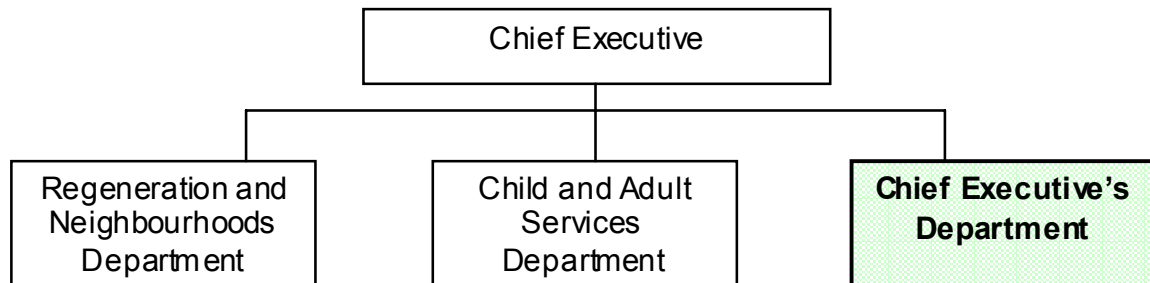 Chief Executive
Regeneration and
Neighbourhoods
Department
Child and Adult
Services
Department
Chief Executive’s
Department